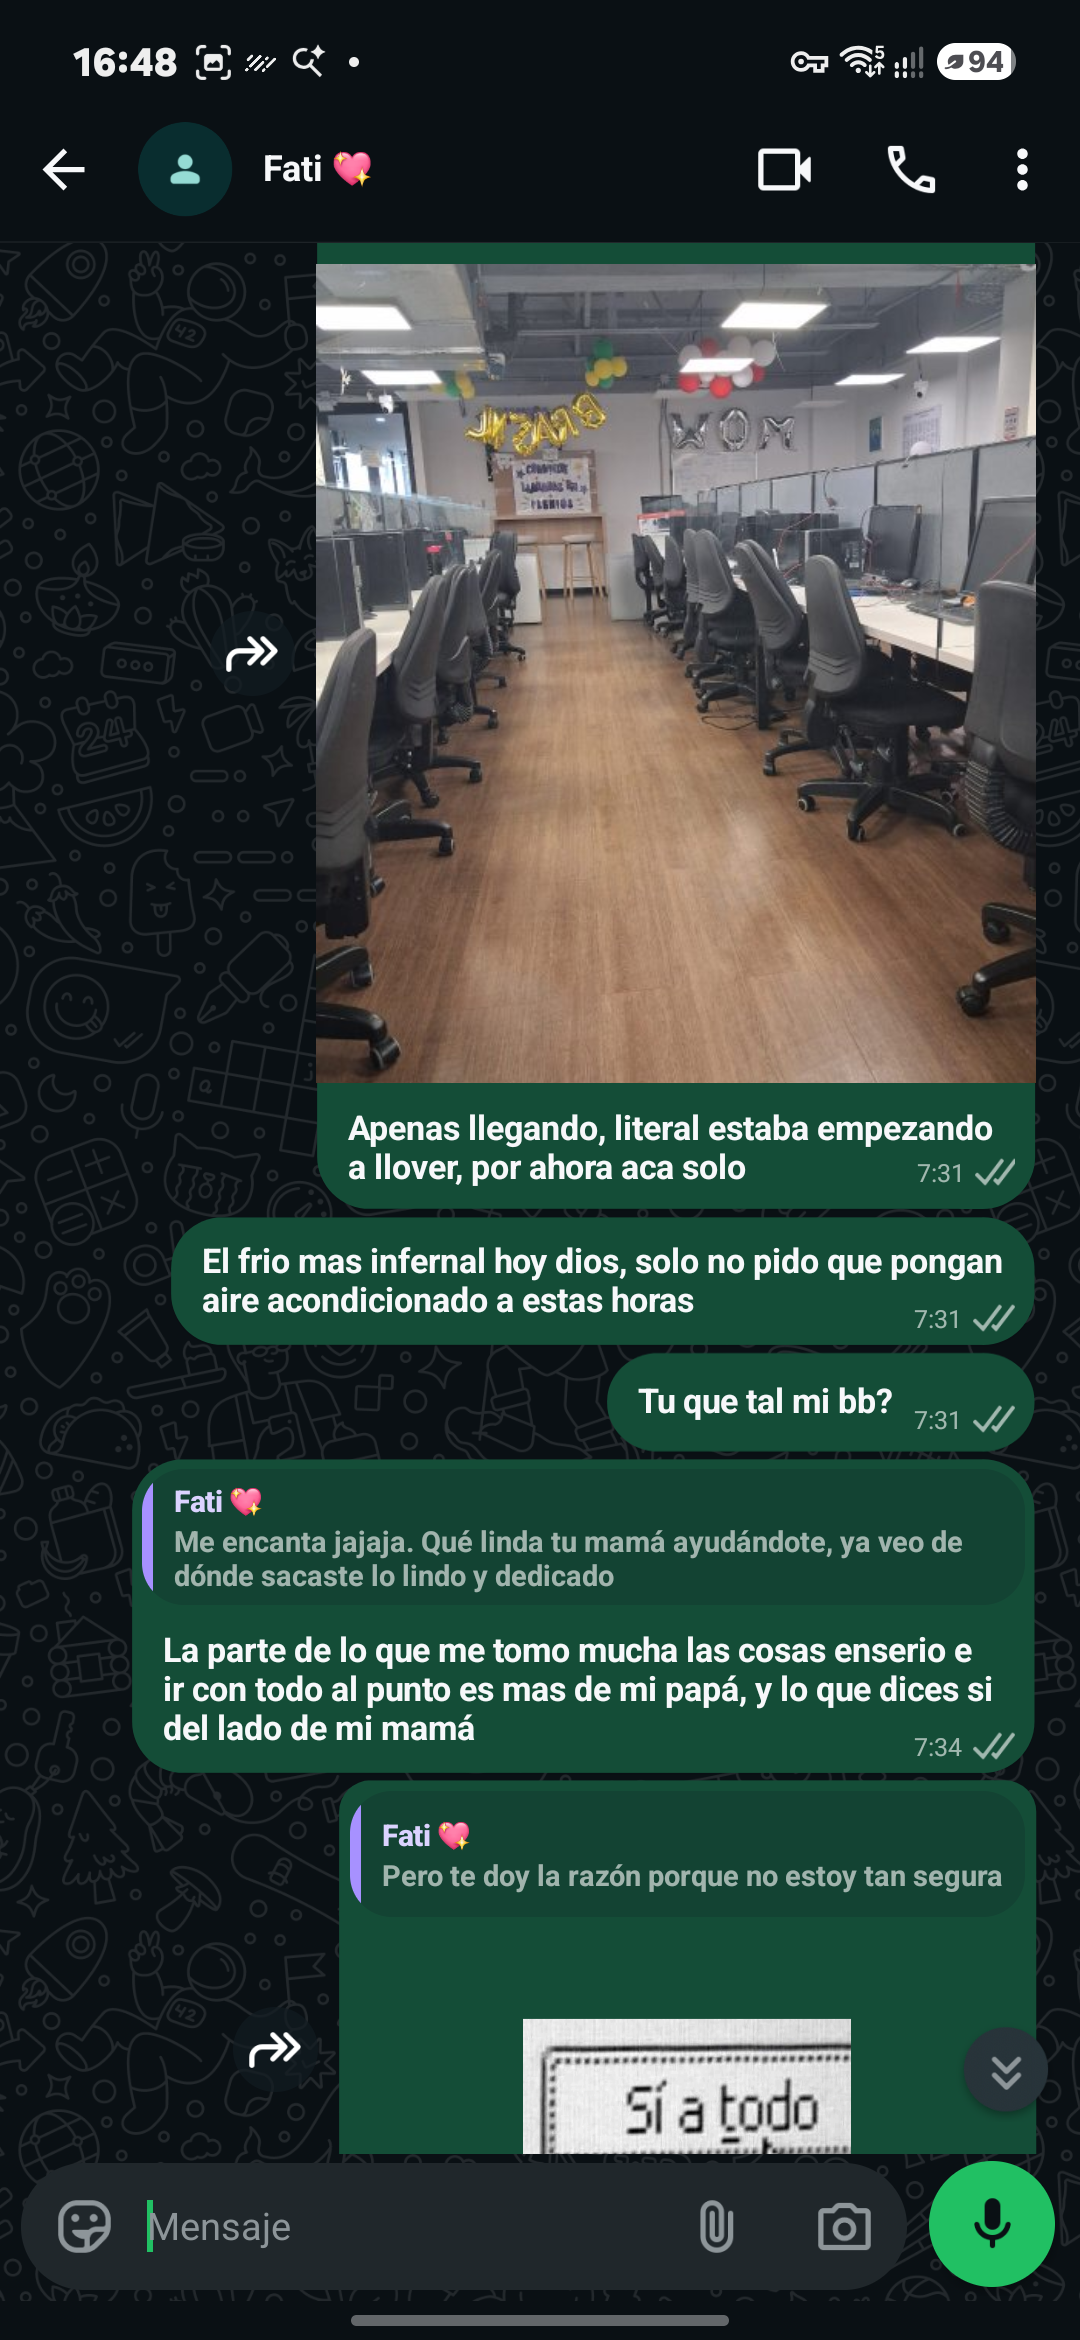 16:48
5
94
Fati 💖
WOM
Apenas llegando, literal estaba empezando
a llover, por ahora aca solo
7:31
El frio mas infernal hoy dios, solo no pido que pongan
aire acondicionado a estas horas
7:31
Tu que tal mi bb?
7:31
Fati 💖
Me encanta jajaja. Qué linda tu mamá ayudándote, ya veo de
dónde sacaste lo lindo y dedicado
La parte de lo que me tomo mucha las cosas enserio e
ir con todo al punto es mas de mi papá, y lo que dices si
del lado de mi mamá
7:34
Fati 💖
Pero te doy la razón porque no estoy tan segura
Sí a todo
Mensaje